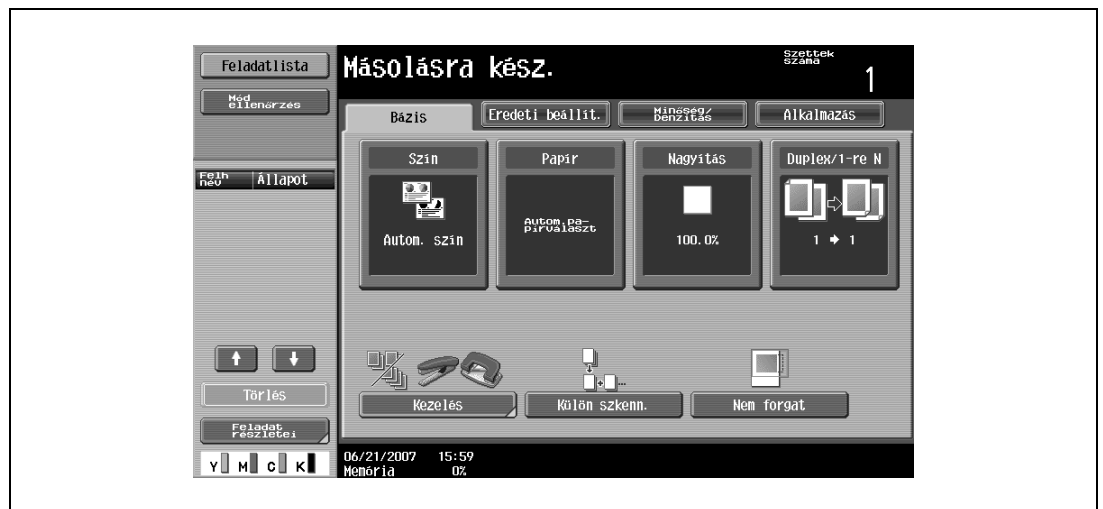 Feladatlista
Mód
ellenőrzés
Felh
név
Állapot
Törlés
Feladat
részletei
Y M C K
Másolásra kész.
Szettek
száma
1
Bázis
Eredeti beállít.
Minőség/
Denzitás
Alkalmazás
Szín
Papír
Nagyítás
Duplex/1-re N
Autom. szín
Autom.pa-
pírválaszt
100.0%
1 → 1
Kezelés
Külön szkenn.
Nem forgat
06/21/2007 15:59
Memória 0%